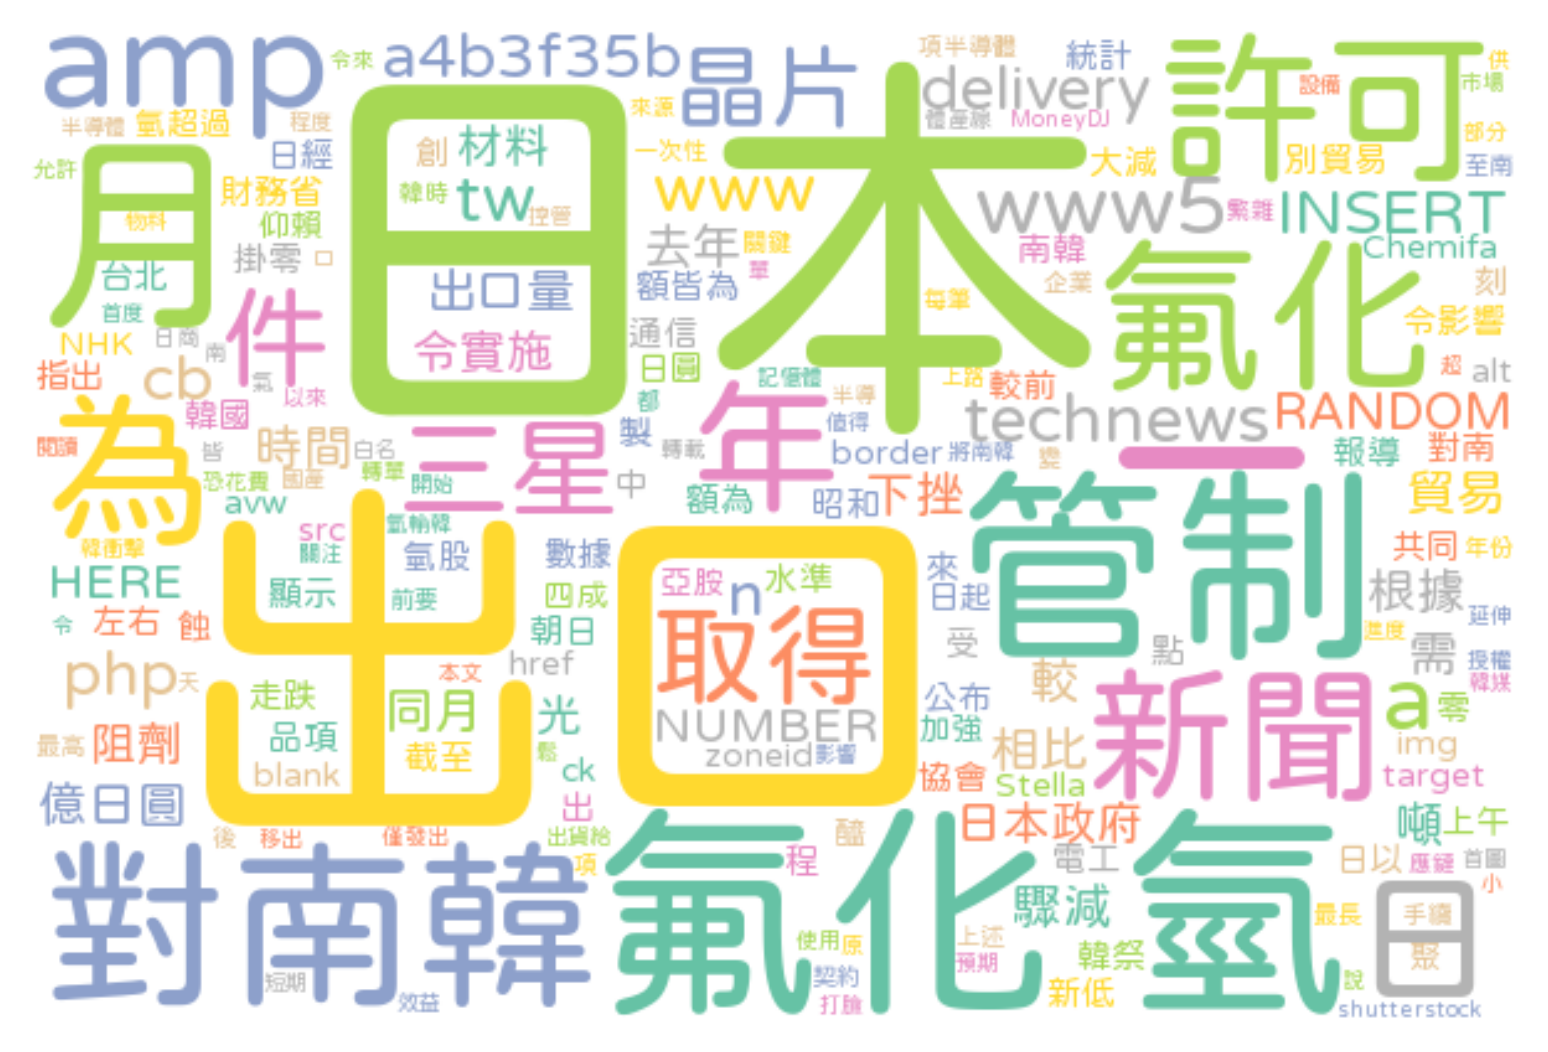 amp
令來
a4b3f35b
晶片
項半導體
統計
許可
供
市場
設備
delivery
體產線
MoneyDJ
半導體
氫超過
程度
來源
部分
日經
日本
創
材料
一次性
大減
別貿易
至南
允許
月
財務省
韓時
tw
控管
www
www5
繁雜
INSERT
物料
仰賴
去年
關鍵
南韓
Chemifa
掛零
口
台北
出口量
額皆為
單
企業
氟化
刻
首度
件
每筆
令影響
NHK
日商
南
令實施
通信
指出
cb
氣
日圓
記憶體
上路
較前
超
alt
以來
都
半導
韓國
為
年
值得
technews
RANDOM
閱讀
皆
時間
白名
三星
製
轉載
border
將南韓
變
一
報導
對南
恐花費
國產
轉單
開始
中
avw
額為
昭和
下挫
管制
貿易
src
氫輸韓
韓衝擊
關注
氫股
數據
共同
年份
HERE
顯示
前要
四成
出口
亞胺
n
水準
來
日起
根據
延伸
令
左右
蝕
朝日
取得
受
進度
php
天
本文
href
較
點
需
授權
韓媒
走跌
同月
光
NUMBER
公布
新聞
a
零
最高
阻劑
品項
截至
鬆
zoneid
影響
加強
相比
img
blank
ck
協會
Stella
target
億日圓
出
日本政府
噸
上午
後
移出
僅發出
出貨給
醯
對南韓
項
氟化氫
程
電工
日以
應鏈
首圖
小
驟減
日
手續
最長
使用
原
上述
預期
韓祭
聚
短期
效益
契約
打臉
新低
說
shutterstock